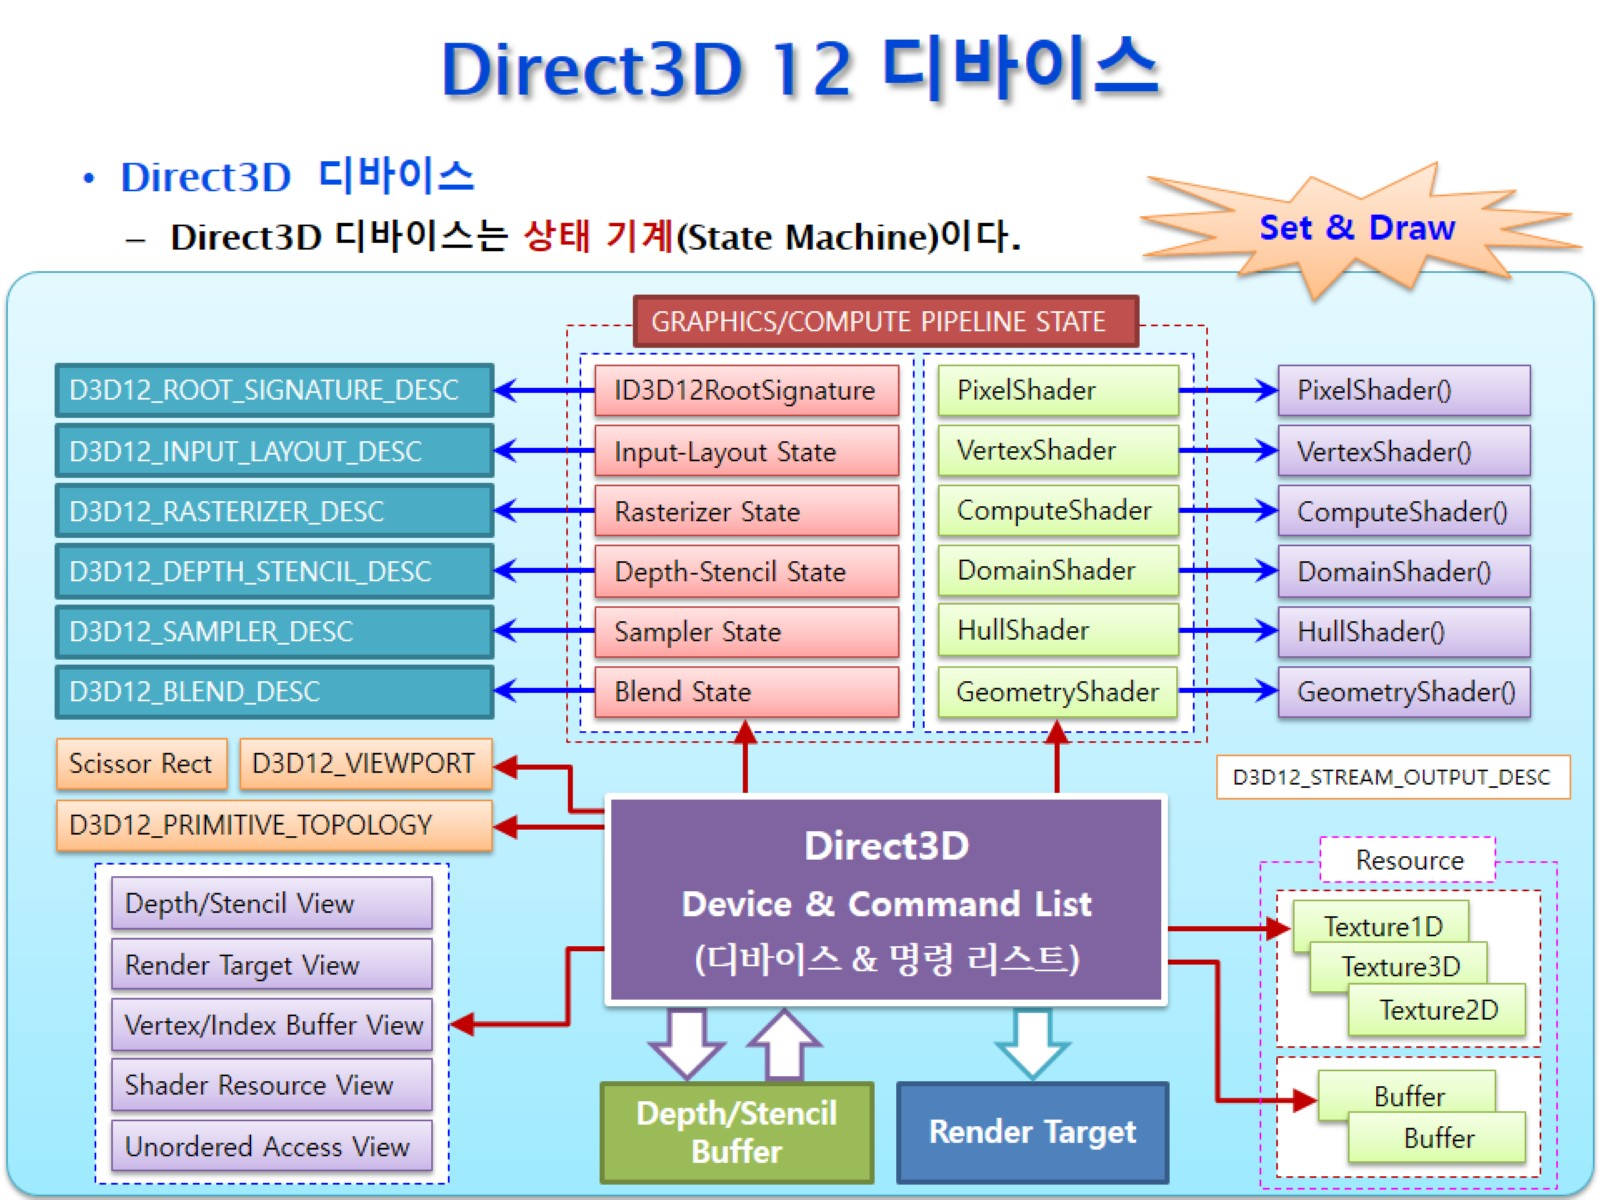 Direct3D 12 디바이스
• Direct3D 디바이스
– Direct3D 디바이스는 상태 기계(State Machine)이다.
Set & Draw
GRAPHICS/COMPUTE PIPELINE STATE
D3D12_ROOT_SIGNATURE_DESC
ID3D12RootSignature
PixelShader
PixelShader()
D3D12_INPUT_LAYOUT_DESC
Input-Layout State
VertexShader
VertexShader()
D3D12_RASTERIZER_DESC
Rasterizer State
ComputeShader
ComputeShader()
D3D12_DEPTH_STENCIL_DESC
Depth-Stencil State
DomainShader
DomainShader()
D3D12_SAMPLER_DESC
Sampler State
HullShader
HullShader()
D3D12_BLEND_DESC
Blend State
GeometryShader
GeometryShader()
Scissor Rect
D3D12_VIEWPORT
D3D12_STREAM_OUTPUT_DESC
D3D12_PRIMITIVE_TOPOLOGY
Direct3D
Device & Command List
(디바이스 & 명령 리스트)
Depth/Stencil View
Render Target View
Vertex/Index Buffer View
Shader Resource View
Unordered Access View
Resource
Texture1D
Texture3D
Texture2D
Buffer
Buffer
Depth/Stencil
Buffer
Render Target